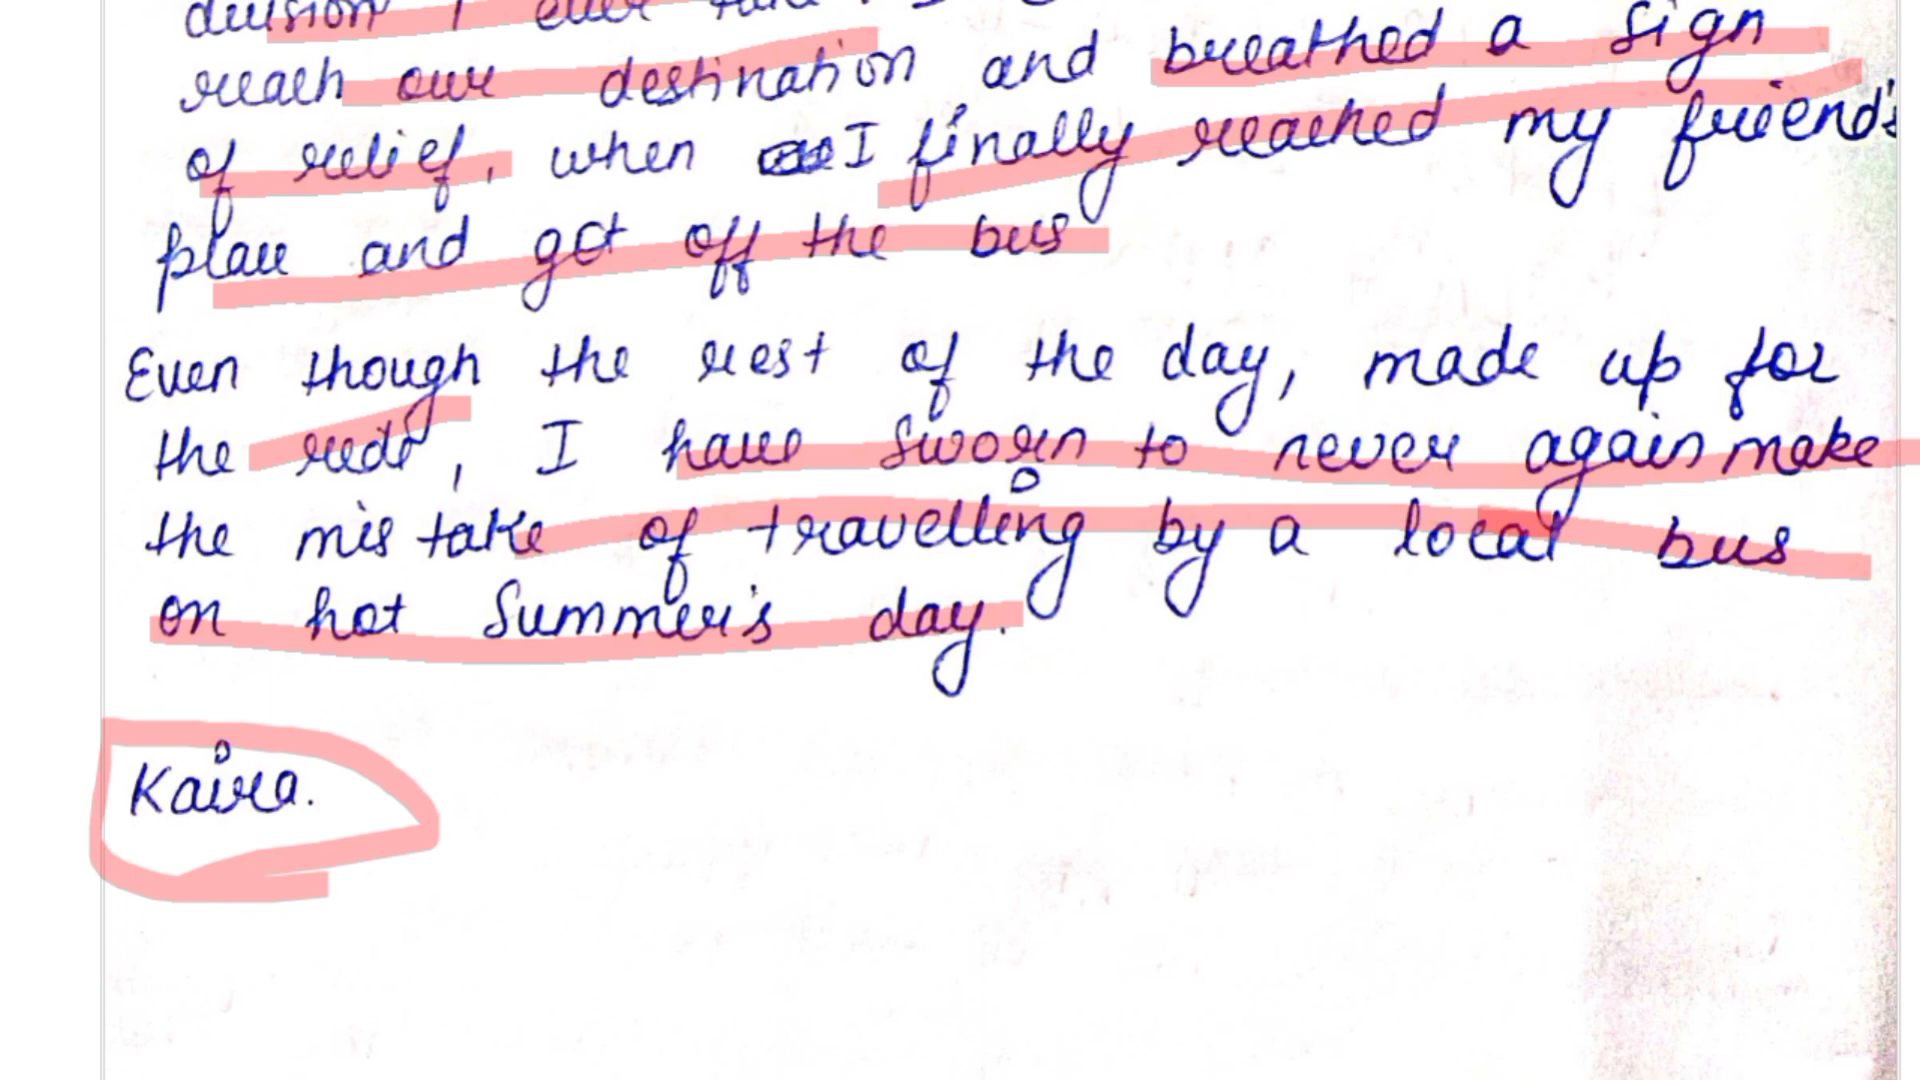 decision I ever
reach our destination and breathed a sign
of relief, when I finally reached my friend's
place and got off the bus
Even though the rest of the day, made up for
the ride, I have sworn to never again make
the mistake of travelling by a local bus
on hot Summer's day.
Kaira.